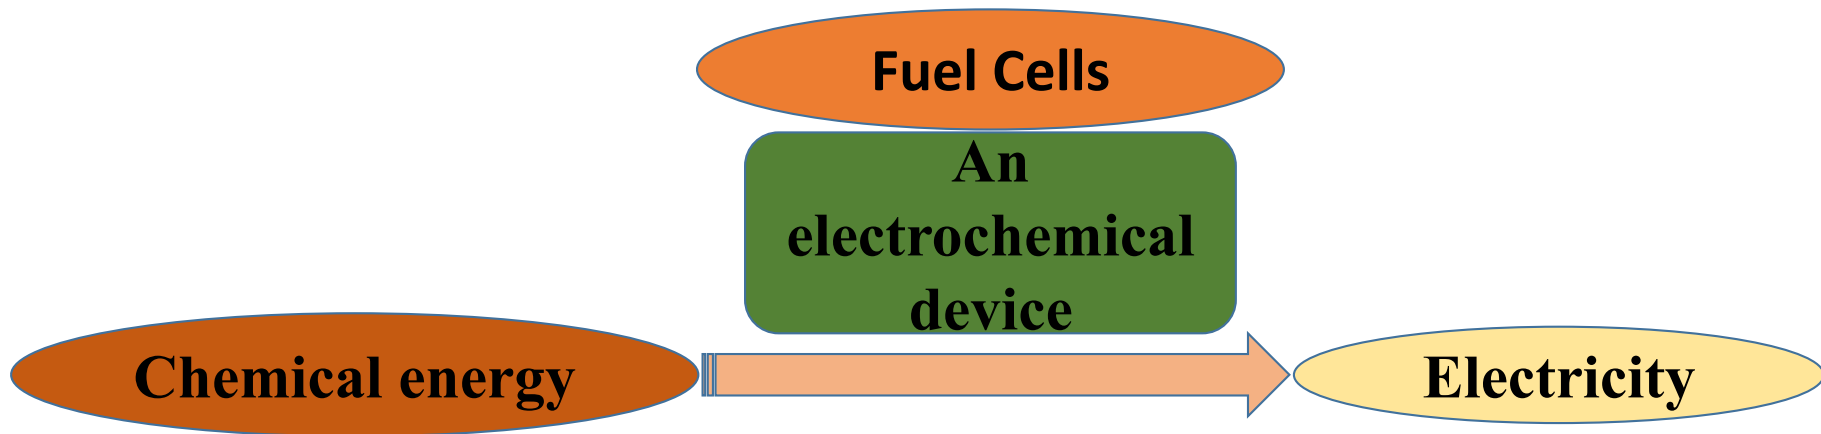 Fuel Cells
An
electrochemical
device
Chemical energy
Electricity